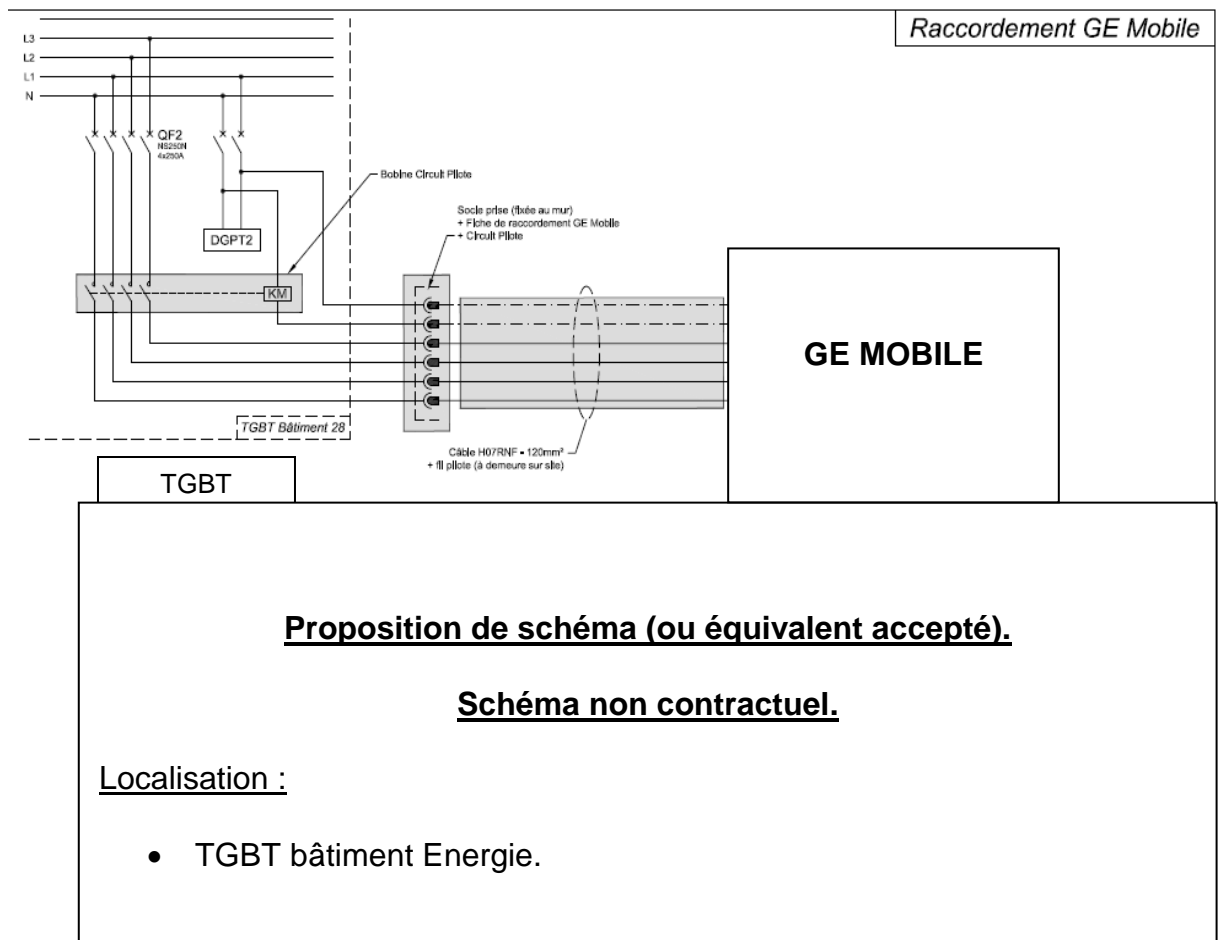 Raccordement GE Mobile
L3
L2
L1
N
QF2
NS250N
4x250A
Bobine Circuit Pilote
Socle prise (fixée au mur)
+ Fiche de raccordement GE Mobile
+ Circuit Pilote
DGPT2
KM
GE MOBILE
TGBT Bâtiment 28
Câble H07RNF - 120mm²
+ fil pilote (à demeure sur site)
TGBT
Proposition de schéma (ou équivalent accepté).
Schéma non contractuel.
Localisation :
• TGBT bâtiment Energie.